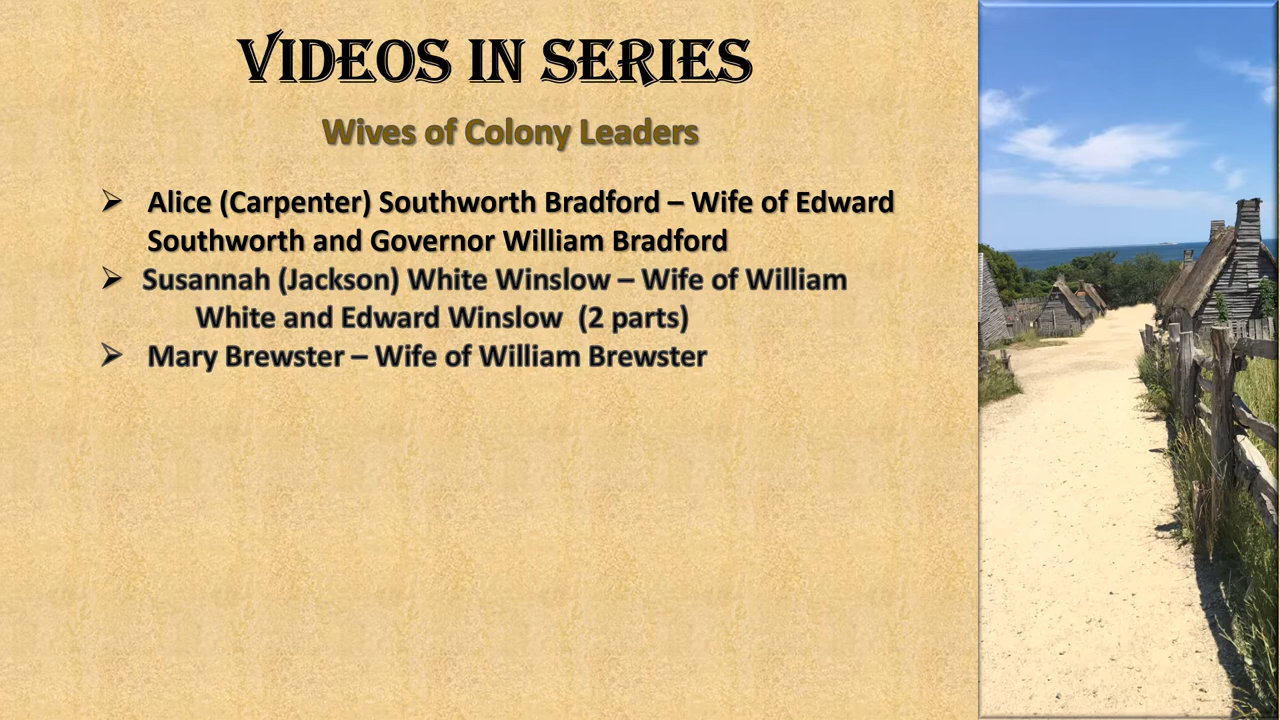 VIDEOS IN SERIES
Wives of Colony Leaders
➢ Alice (Carpenter) Southworth Bradford – Wife of Edward
Southworth and Governor William Bradford
➢ Susannah (Jackson) White Winslow – Wife of William
White and Edward Winslow (2 parts)
➢ Mary Brewster – Wife of William Brewster